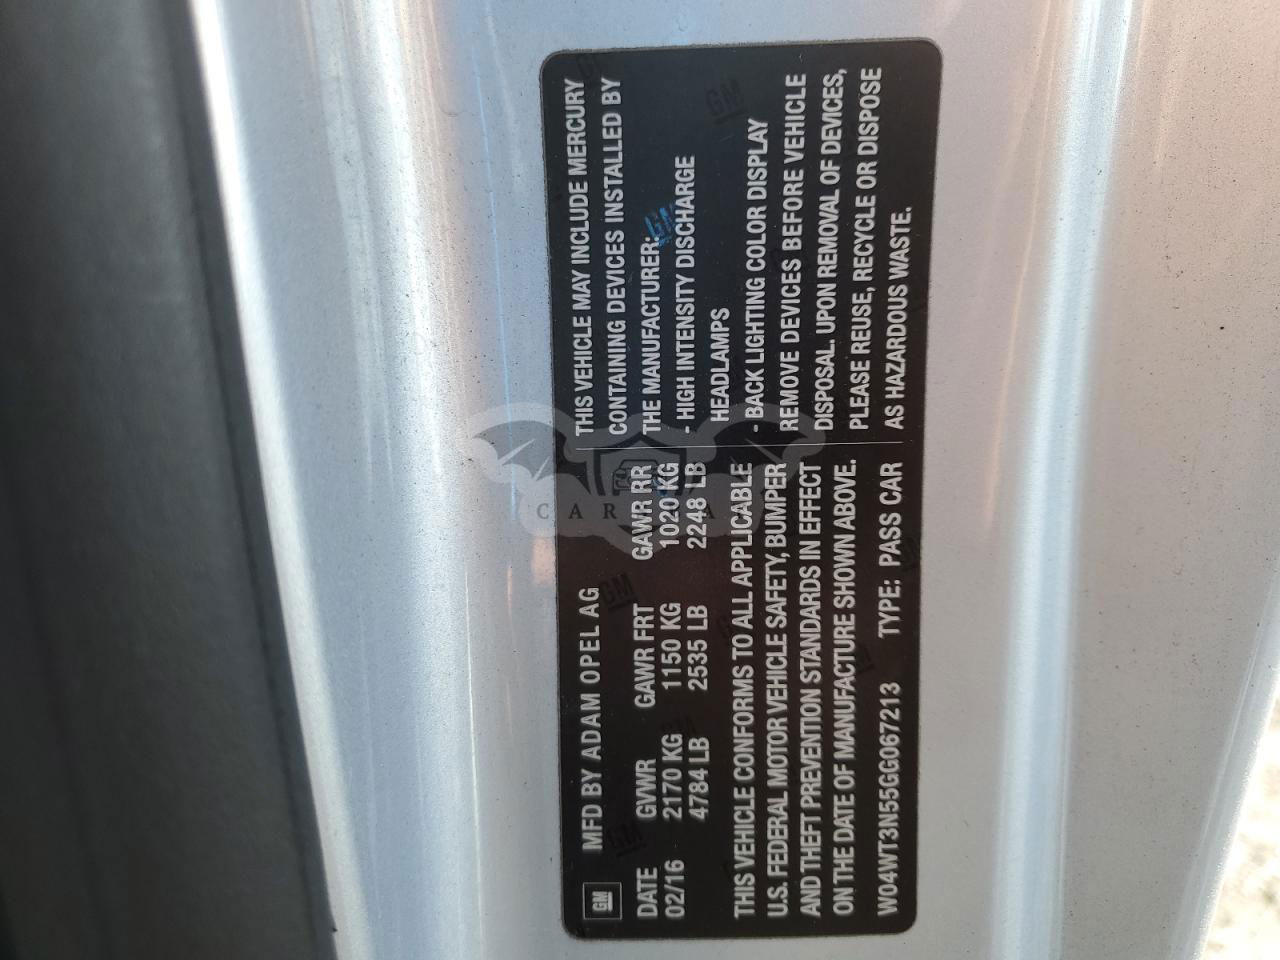 GM MFD BY ADAM OPEL AG
DATE GVWR GAWR FRT GAWR RR
02/16 2170 KG 1150 KG 1020 KG
4784 LB 2535 LB 2248 LB
THIS VEHICLE CONFORMS TO ALL APPLICABLE
U.S. FEDERAL MOTOR VEHICLE SAFETY, BUMPER
AND THEFT PREVENTION STANDARDS IN EFFECT
ON THE DATE OF MANUFACTURE SHOWN ABOVE.
W04WT3N55GG067213 TYPE: PASS CAR
THIS VEHICLE MAY INCLUDE MERCURY
CONTAINING DEVICES INSTALLED BY
THE MANUFACTURER:
- HIGH INTENSITY DISCHARGE
HEADLAMPS
- BACK LIGHTING COLOR DISPLAY
REMOVE DEVICES BEFORE VEHICLE
DISPOSAL. UPON REMOVAL OF DEVICES,
PLEASE REUSE, RECYCLE OR DISPOSE
AS HAZARDOUS WASTE.